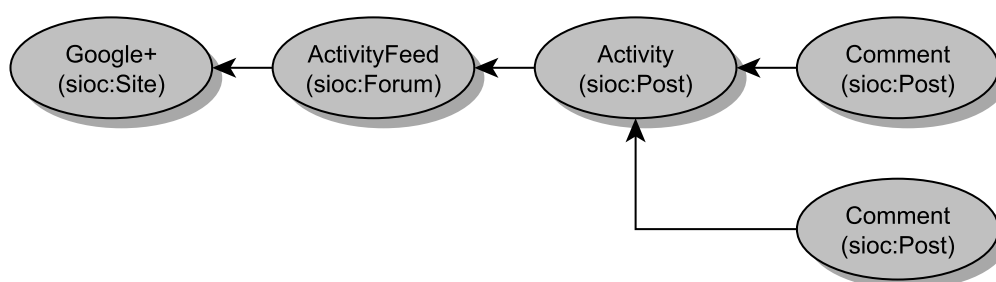 Google+
(sioc:Site)
ActivityFeed
(sioc:Forum)
Activity
(sioc:Post)
Comment
(sioc:Post)
Comment
(sioc:Post)